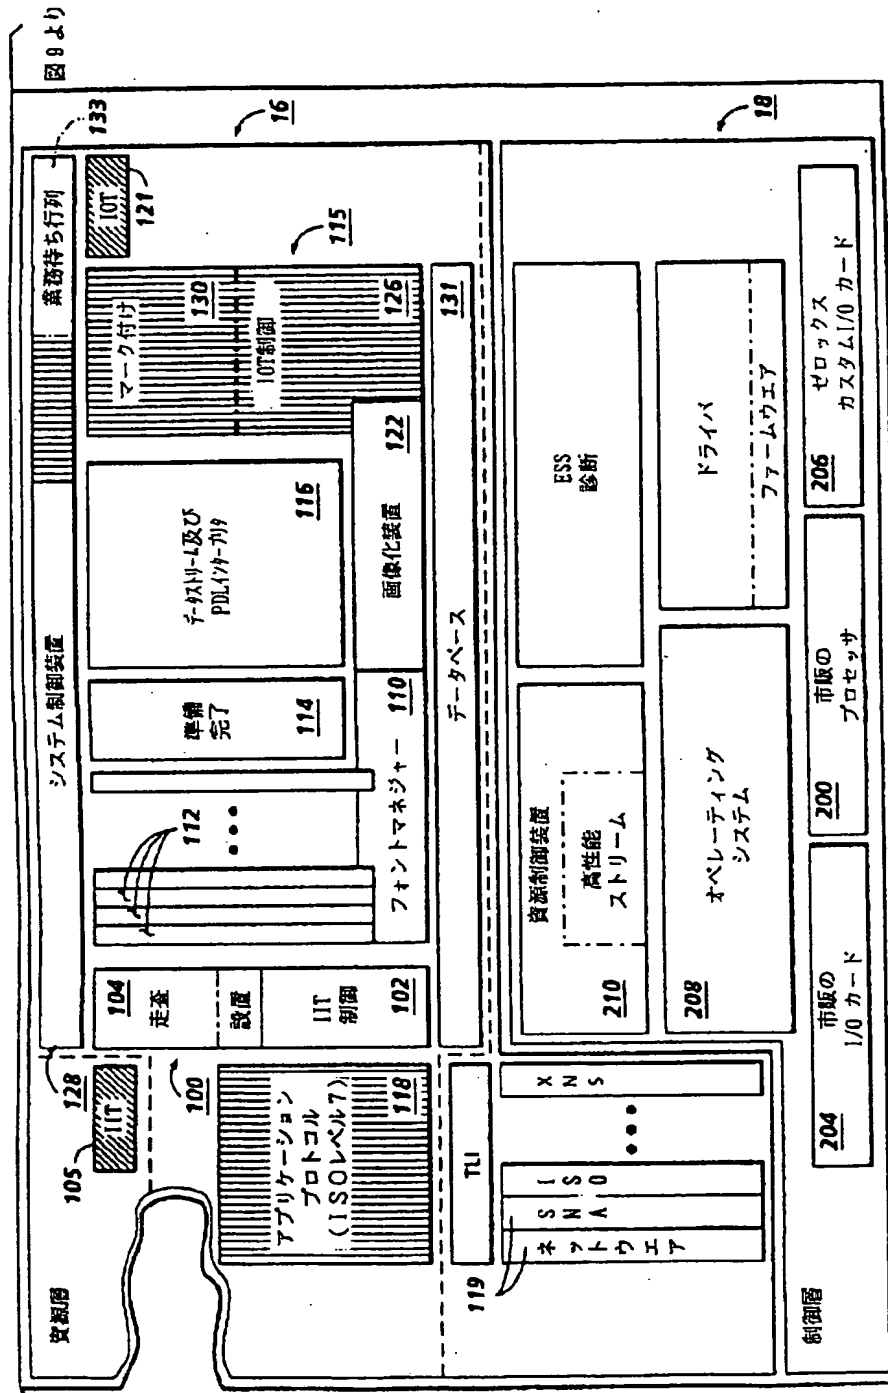 図9より
資源層
105
IIT
128
システム制御装置
業務待ち行列
133
100
104
走査
設置
IIT
制御
102
112
フォントマネジャー
110
準備
完了
114
データストリーム及び
PDLインタープリタ
116
画像化装置
122
マーク付け
130
IOT制御
126
IOT
121
115
16
アプリケーション
プロトコル
(ISOレベル7)
118
データベース
131
TLI
119
ネットウエア
SNA
ISO
XNS
資源制御装置
高性能
ストリーム
210
ESS
診断
18
オペレーティング
システム
208
ドライバ
ファームウエア
制御層
市販の
I/Oカード
204
市販の
プロセッサ
200
ゼロックス
カスタムI/Oカード
206